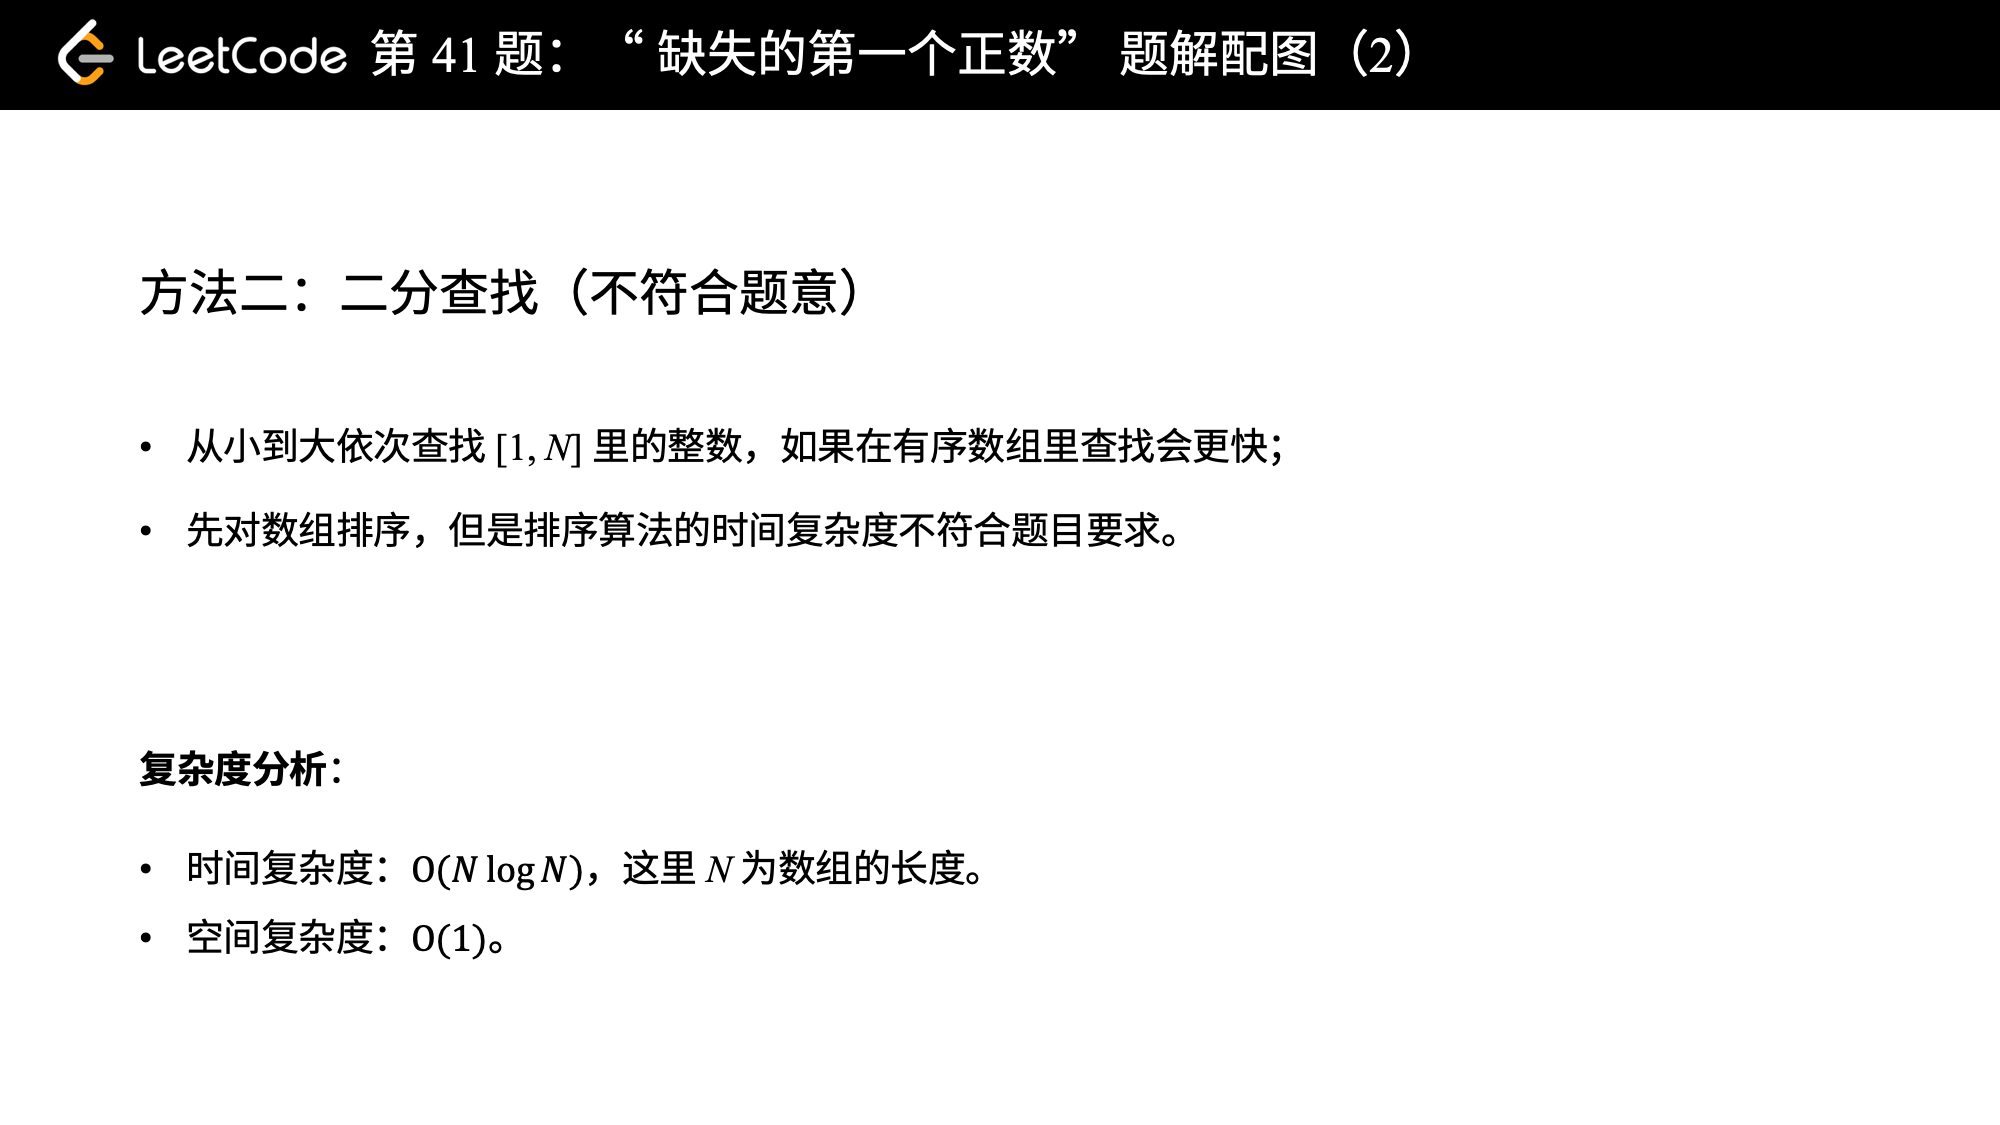 LeetCode 第 41 题：“缺失的第一个正数” 题解配图（2）
方法二：二分查找（不符合题意）
• 从小到大依次查找 [1, N] 里的整数，如果在有序数组里查找会更快；
• 先对数组排序，但是排序算法的时间复杂度不符合题目要求。
复杂度分析：
• 时间复杂度：O(N log N)，这里 N 为数组的长度。
• 空间复杂度：O(1)。